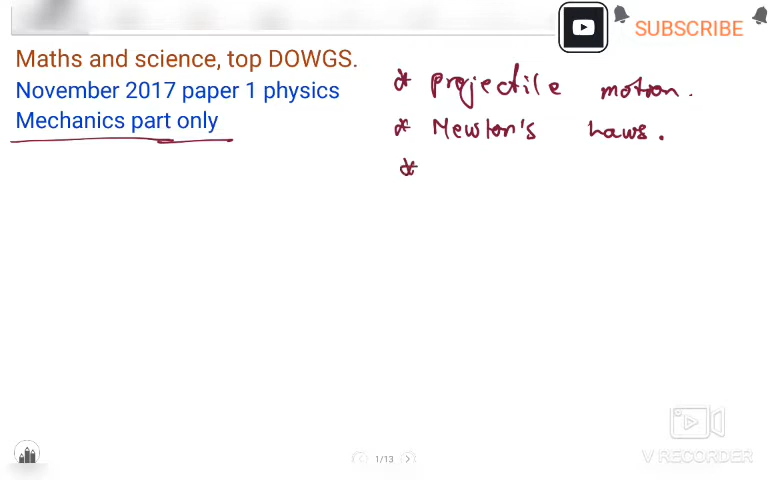 SUBSCRIBE
Maths and science, top DOWGS.
November 2017 paper 1 physics
Mechanics part only
* Projectile motion.
* Newton's Laws.
*
1/13
V RECORDER